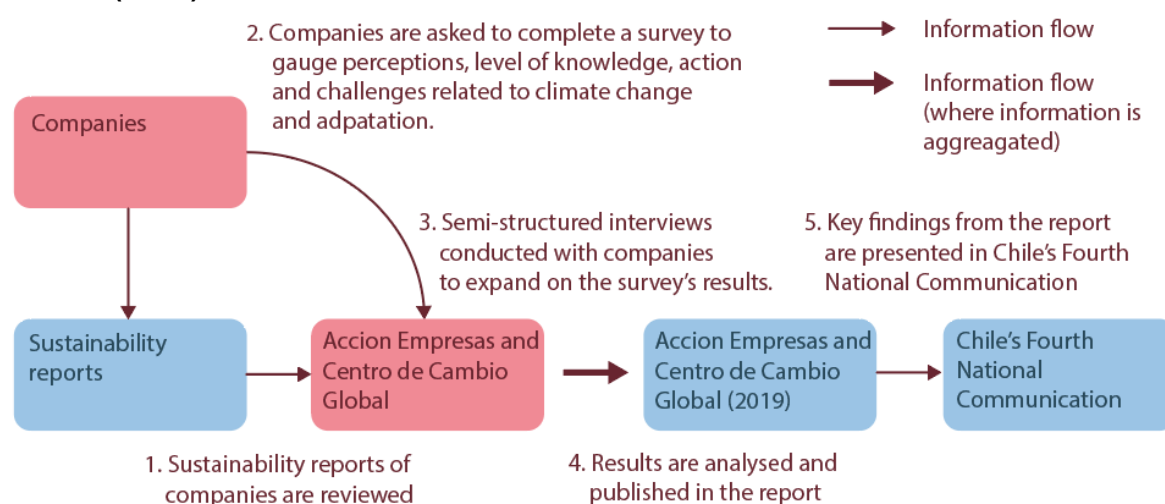 2. Companies are asked to complete a survey to
gauge perceptions, level of knowledge, action
and challenges related to climate change
and adpatation.
Information flow
Information flow
(where information is
aggreagated)
Companies
3. Semi-structured interviews
conducted with companies
to expand on the survey's results.
5. Key findings from the report
are presented in Chile's Fourth
National Communication
Sustainability
reports
Accion Empresas and
Centro de Cambio
Global
Accion Empresas and
Centro de Cambio
Global (2019)
Chile's Fourth
National
Communication
1. Sustainability reports of
companies are reviewed
4. Results are analysed and
published in the report